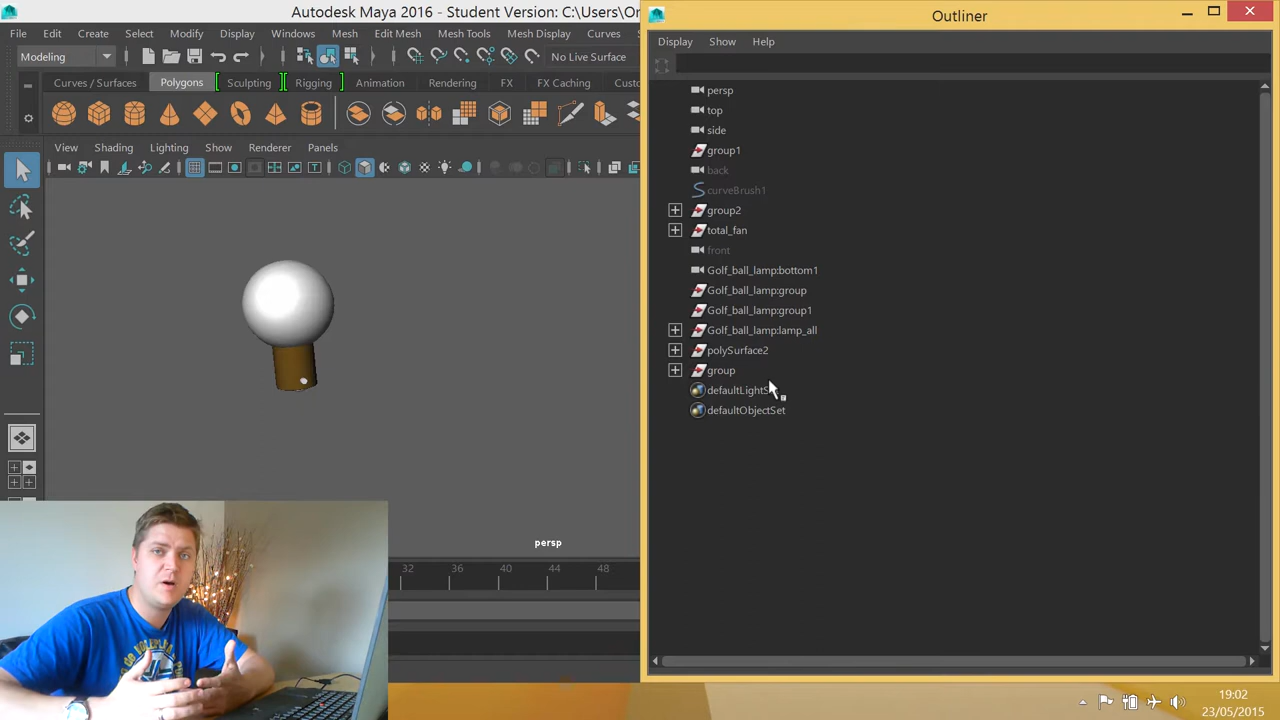 Autodesk Maya 2016 - Student Version: C:\Users\Or
Outliner
File Edit Create Select Modify Display Windows Mesh Edit Mesh Mesh Tools Mesh Display Curves
Display Show Help
Modeling
No Live Surface
Curves / Surfaces Polygons Sculpting Rigging Animation Rendering FX FX Caching Custo
View Shading Lighting Show Renderer Panels
persp
top
side
group1
back
curveBrush1
group2
total_fan
front
Golf_ball_lamp:bottom1
Golf_ball_lamp:group
Golf_ball_lamp:group1
Golf_ball_lamp:lamp_all
polySurface2
group
defaultLightSet
defaultObjectSet
persp
32 36 40 44 48
19:02
23/05/2015